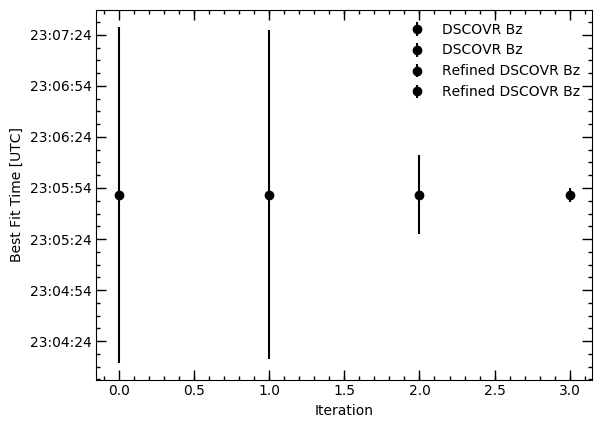 DSCOVR Bz
DSCOVR Bz
Refined DSCOVR Bz
Refined DSCOVR Bz
Best Fit Time [UTC]
23:07:24
23:06:54
23:06:24
23:05:54
23:05:24
23:04:54
23:04:24
0.0 0.5 1.0 1.5 2.0 2.5 3.0
Iteration